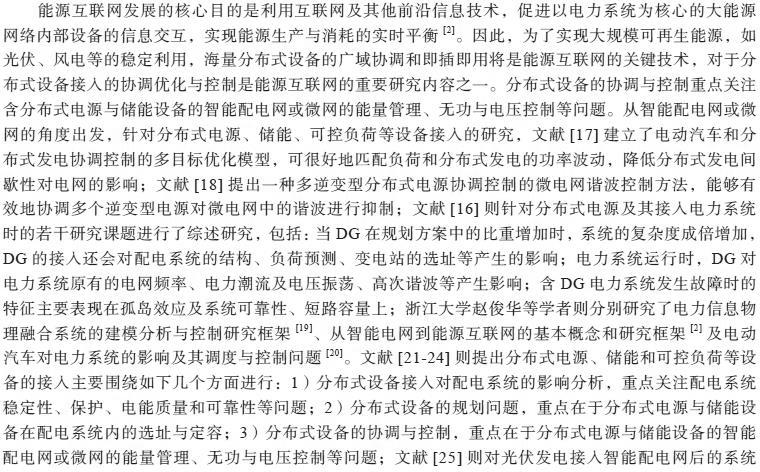 能源互联网发展的核心目的是利用互联网及其他前沿信息技术，促进以电力系统为核心的大能源
网络内部设备的信息交互，实现能源生产与消耗的实时平衡 [2]。因此，为了实现大规模可再生能源，如
光伏、风电等的稳定利用，海量分布式设备的广域协调和即插即用将是能源互联网的关键技术，对于分
布式设备接入的协调优化与控制是能源互联网的重要研究内容之一。分布式设备的协调与控制重点关注
含分布式电源与储能设备的智能配电网或微网的能量管理、无功与电压控制等问题。从智能配电网或微
网的角度出发，针对分布式电源、储能、可控负荷等设备接入的研究，文献 [17] 建立了电动汽车和分
布式发电协调控制的多目标优化模型，可很好地匹配负荷和分布式发电的功率波动，降低分布式发电间
歇性对电网的影响；文献 [18] 提出一种多逆变型分布式电源协调控制的微电网谐波控制方法，能够有
效地协调多个逆变型电源对微电网中的谐波进行抑制；文献 [16] 则针对分布式电源及其接入电力系统
时的若干研究课题进行了综述研究，包括：当 DG 在规划方案中的比重增加时，系统的复杂度成倍增加，
DG 的接入还会对配电系统的结构、负荷预测、变电站的选址等产生的影响；电力系统运行时，DG 对
电力系统原有的电网频率、电力潮流及电压振荡、高次谐波等产生影响；含 DG 电力系统发生故障时的
特征主要表现在孤岛效应及系统可靠性、短路容量上；浙江大学赵俊华等学者则分别研究了电力信息物
理融合系统的建模分析与控制研究框架 [19]、从智能电网到能源互联网的基本概念和研究框架 [2] 及电动
汽车对电力系统的影响及其调度与控制问题 [20]。文献 [21-24] 则提出分布式电源、储能和可控负荷等设
备的接入主要围绕如下几个方面进行：1）分布式设备接入对配电系统的影响分析，重点关注配电系统
稳定性、保护、电能质量和可靠性等问题；2）分布式设备的规划问题，重点在于分布式电源与储能设
备在配电系统内的选址与定容；3）分布式设备的协调与控制，重点在于分布式电源与储能设备的智能
配电网或微网的能量管理、无功与电压控制等问题；文献 [25] 则对光伏发电接入智能配电网后的系统